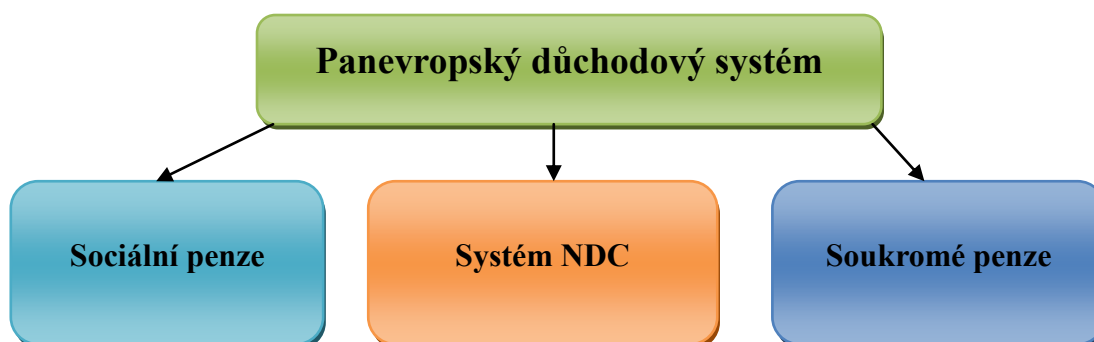 Panevropský důchodový systém
Sociální penze
Systém NDC
Soukromé penze